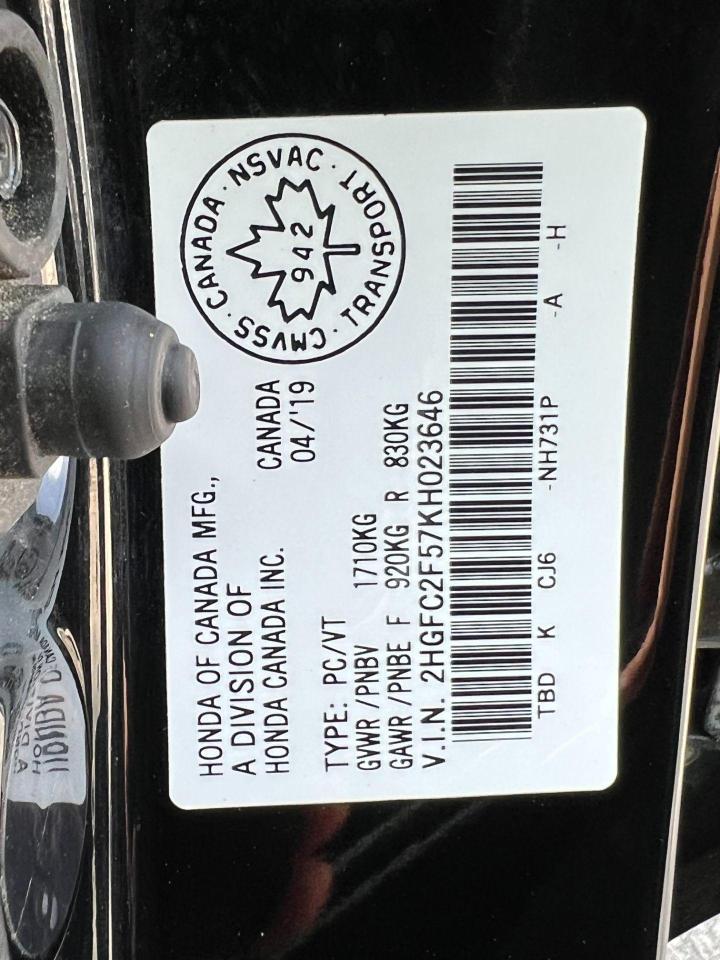 HONDA OF CANADA MFG.,
A DIVISION OF
HONDA CANADA INC.
CANADA
04/'19
CANADA · NSVAC · TRANSPORT · CMVSS ·
942
TYPE: PC/VT
GVWR /PNBV 1710KG
GAWR /PNBE F 920KG R 830KG
V.I.N. 2HGFC2F57KH023646
TBD K CJ6 -NH731P -A -H